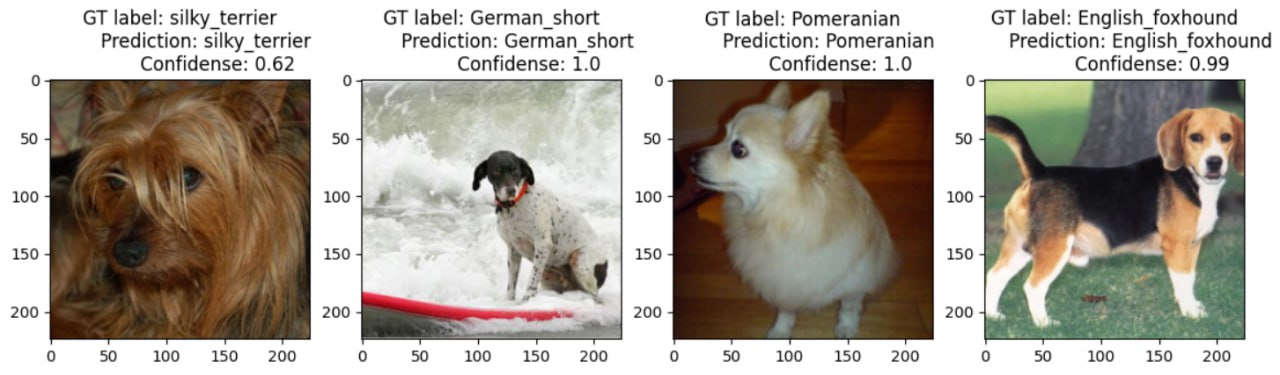 GT label: silky_terrier
Prediction: silky_terrier
Confidense: 0.62
GT label: German_short
Prediction: German_short
Confidense: 1.0
GT label: Pomeranian
Prediction: Pomeranian
Confidense: 1.0
GT label: English_foxhound
Prediction: English_foxhound
Confidense: 0.99
0
50
100
150
200
0 50 100 150 200
0
50
100
150
200
0 50 100 150 200
0
50
100
150
200
0 50 100 150 200
0
50
100
150
200
0 50 100 150 200